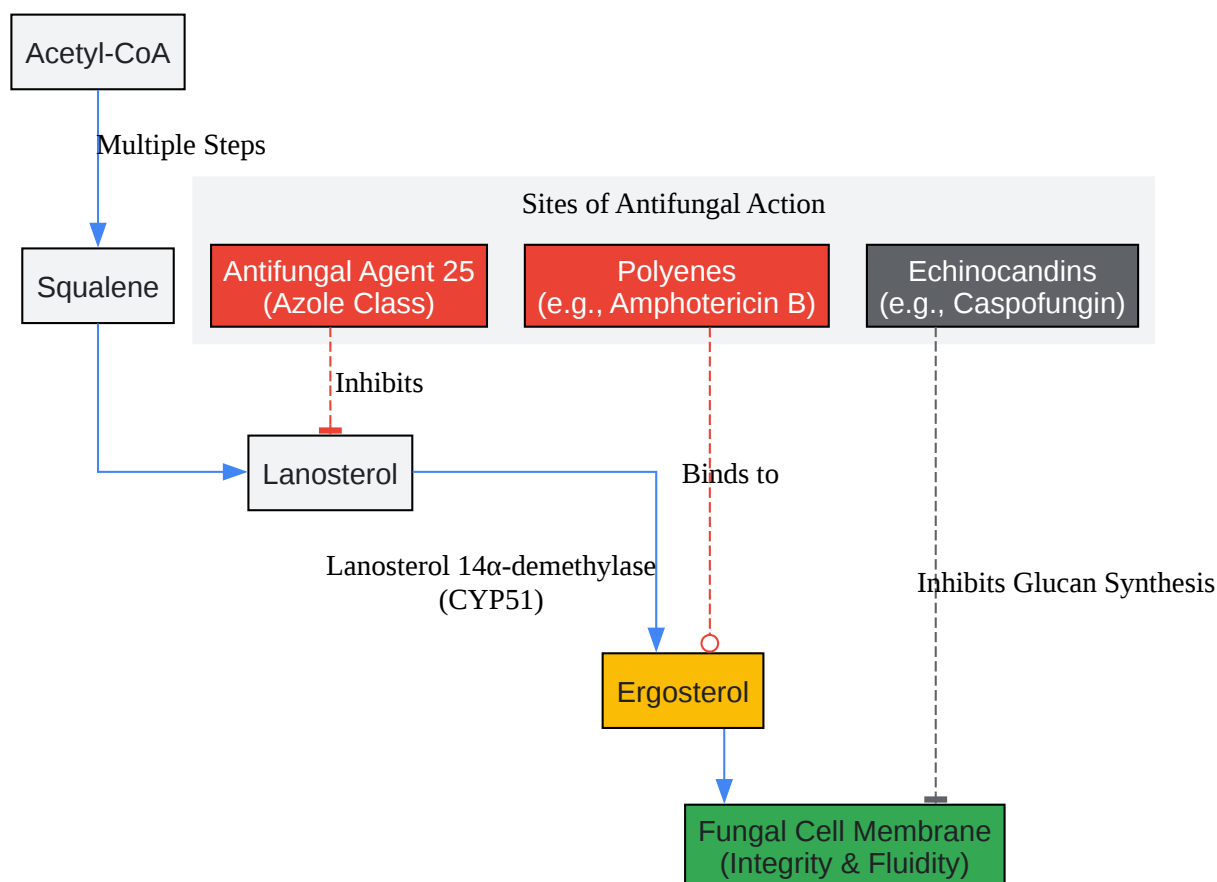 Acetyl-CoA
Multiple Steps
Sites of Antifungal Action
Squalene
Antifungal Agent 25
(Azole Class)
Polyenes
(e.g., Amphotericin B)
Echinocandins
(e.g., Caspofungin)
Inhibits
Lanosterol
Binds to
Lanosterol 14α-demethylase
(CYP51)
Inhibits Glucan Synthesis
Ergosterol
Fungal Cell Membrane
(Integrity & Fluidity)